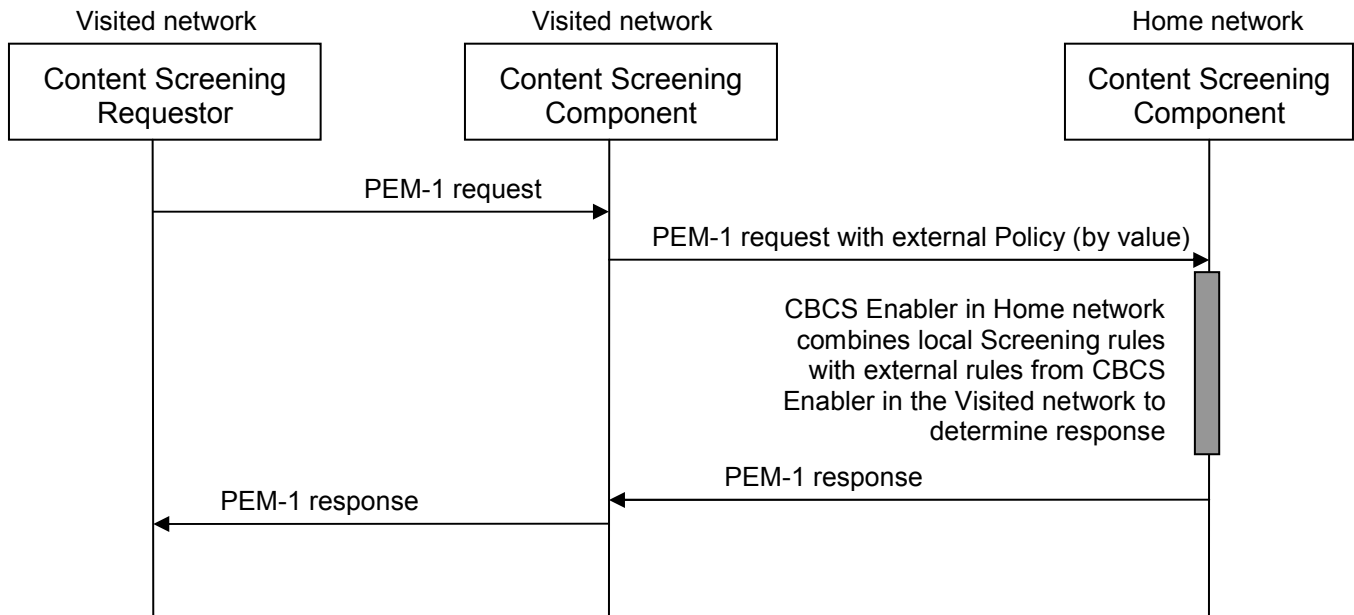 Visited network
Visited network
Home network
Content Screening
Requestor
Content Screening
Component
Content Screening
Component
PEM-1 request
PEM-1 request with external Policy (by value)
CBCS Enabler in Home network
combines local Screening rules
with external rules from CBCS
Enabler in the Visited network to
determine response
PEM-1 response
PEM-1 response